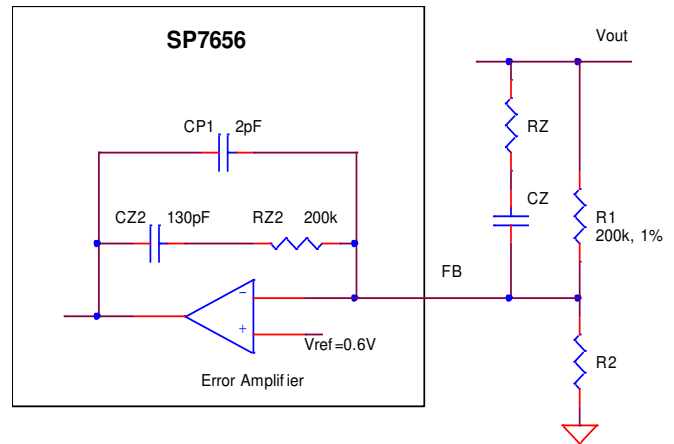 SP7656
Vout
CP1 2pF
RZ
CZ2 130pF RZ2 200k
CZ
R1
200k, 1%
FB
−
+
Vref=0.6V
R2
Error Amplifier